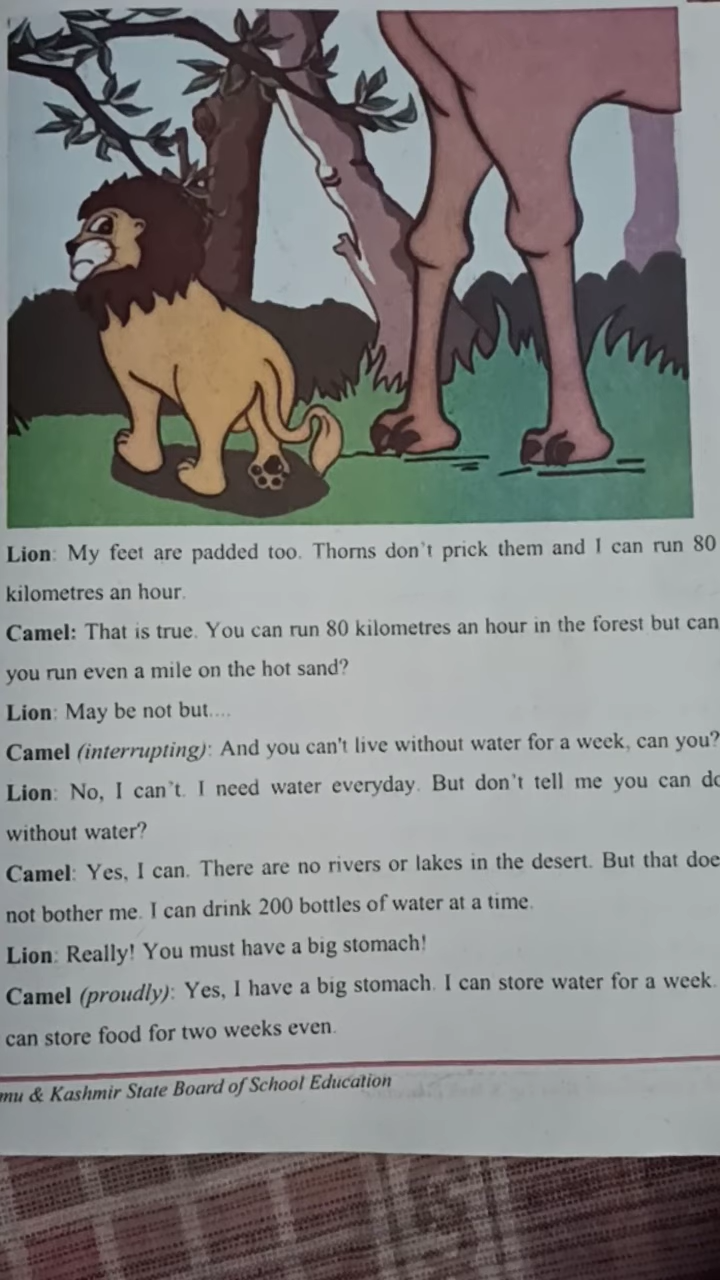 Lion: My feet are padded too. Thorns don't prick them and I can run 80
kilometres an hour.
Camel: That is true. You can run 80 kilometres an hour in the forest but can
you run even a mile on the hot sand?
Lion: May be not but....
Camel (interrupting): And you can't live without water for a week, can you?
Lion: No, I can't. I need water everyday. But don't tell me you can do
without water?
Camel: Yes, I can. There are no rivers or lakes in the desert. But that doe
not bother me. I can drink 200 bottles of water at a time.
Lion: Really! You must have a big stomach!
Camel (proudly): Yes, I have a big stomach. I can store water for a week.
can store food for two weeks even.
mu & Kashmir State Board of School Education